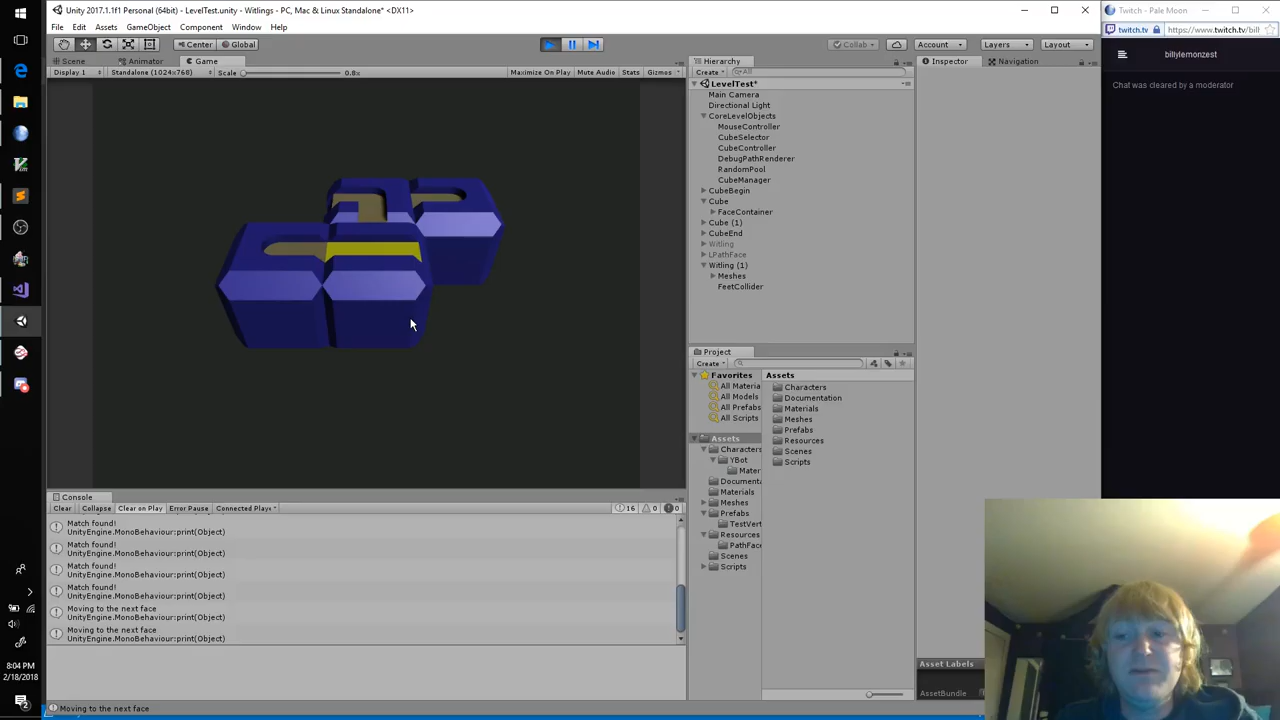 Unity 2017.1.1f1 Personal (64bit) - LevelTest.unity - Witlings - PC, Mac & Linux Standalone* <DX11>
Twitch - Pale Moon
File Edit Assets GameObject Component Window Help
twitch.tv https://www.twitch.tv/bill
Center Global Collab Account Layers Layout
billylemonzest
Scene Animator Game
Hierarchy
Inspector Navigation
Display 1 Standalone (1024x768) Scale 0.8x Maximize On Play Mute Audio Stats Gizmos
Create All
Chat was cleared by a moderator
LevelTest*
Main Camera
Directional Light
CoreLevelObjects
MouseController
CubeSelector
CubeController
DebugPathRenderer
RandomPool
CubeManager
CubeBegin
Cube
FaceContainer
Cube (1)
CubeEnd
Witling
LPathFace
Witling (1)
Meshes
FeetCollider
Project
Create
Favorites
All Materia
All Models
All Prefabs
All Scripts
Assets
Characters
YBot
Mater
Documenta
Materials
Meshes
Prefabs
TestVert
Resources
PathFace
Scenes
Scripts
Assets
Characters
Documentation
Materials
Meshes
Prefabs
Resources
Scenes
Scripts
Console
Clear Collapse Clear on Play Error Pause Connected Playe 16 0 0
Match found!
UnityEngine.MonoBehaviour:print(Object)
Match found!
UnityEngine.MonoBehaviour:print(Object)
Match found!
UnityEngine.MonoBehaviour:print(Object)
Match found!
UnityEngine.MonoBehaviour:print(Object)
Moving to the next face
UnityEngine.MonoBehaviour:print(Object)
Moving to the next face
UnityEngine.MonoBehaviour:print(Object)
Moving to the next face
Asset Labels
AssetBundle
8:04 PM
2/18/2018